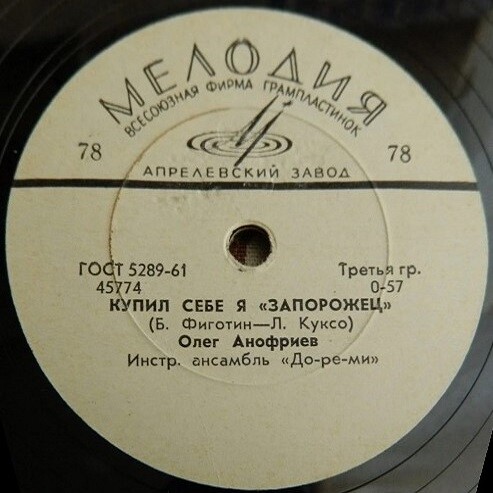 МЕЛОДИЯ
ВСЕСОЮЗНАЯ ФИРМА ГРАМПЛАСТИНОК
78 78
АПРЕЛЕВСКИЙ ЗАВОД
ГОСТ 5289-61 Третья гр.
45774 0-57
КУПИЛ СЕБЕ Я «ЗАПОРОЖЕЦ»
(Б. Фиготин—Л. Куксо)
Олег Анофриев
Инстр. ансамбль «До-ре-ми»